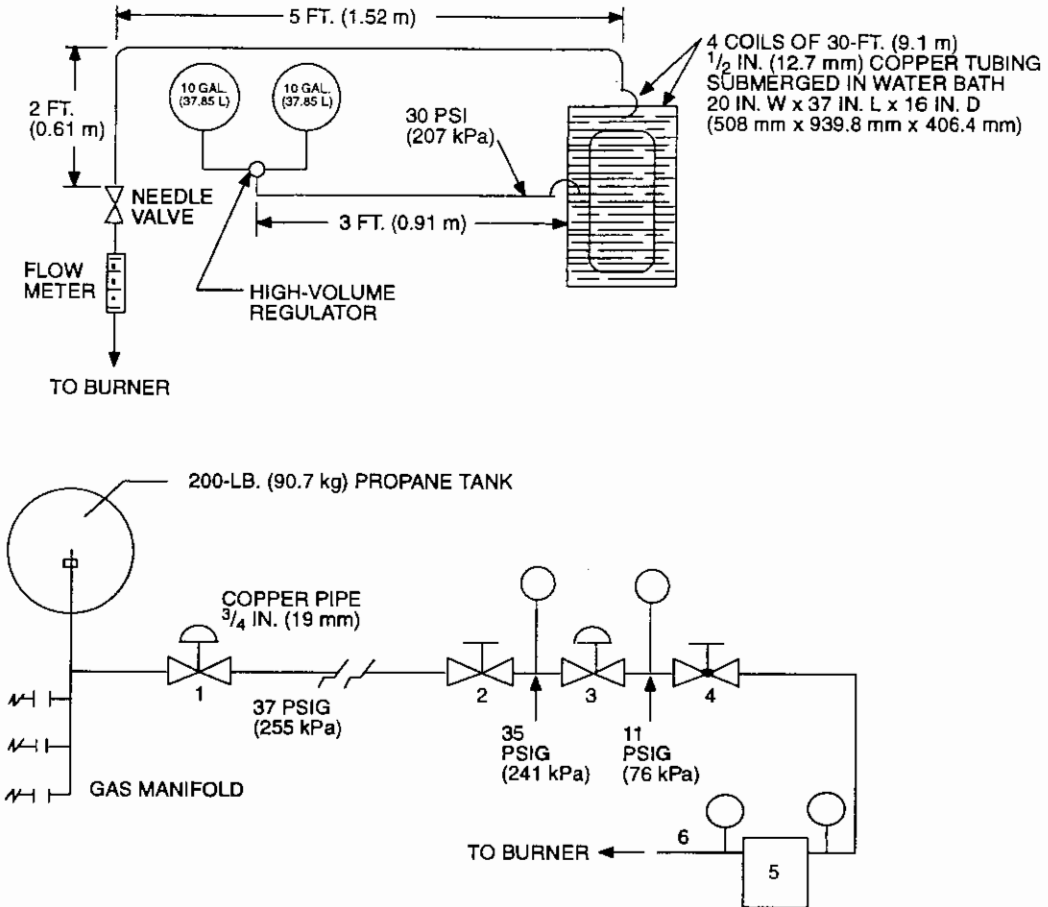 5 FT. (1.52 m)
4 COILS OF 30-FT. (9.1 m)
1/2 IN. (12.7 mm) COPPER TUBING
SUBMERGED IN WATER BATH
20 IN. W x 37 IN. L x 16 IN. D
(508 mm x 939.8 mm x 406.4 mm)
2 FT.
(0.61 m)
10 GAL.
(37.85 L)
10 GAL.
(37.85 L)
30 PSI
(207 kPa)
NEEDLE
VALVE
3 FT. (0.91 m)
FLOW
METER
HIGH-VOLUME
REGULATOR
TO BURNER
200-LB. (90.7 kg) PROPANE TANK
COPPER PIPE
3/4 IN. (19 mm)
1
2
3
4
37 PSIG
(255 kPa)
35
PSIG
(241 kPa)
11
PSIG
(76 kPa)
GAS MANIFOLD
TO BURNER
6
5